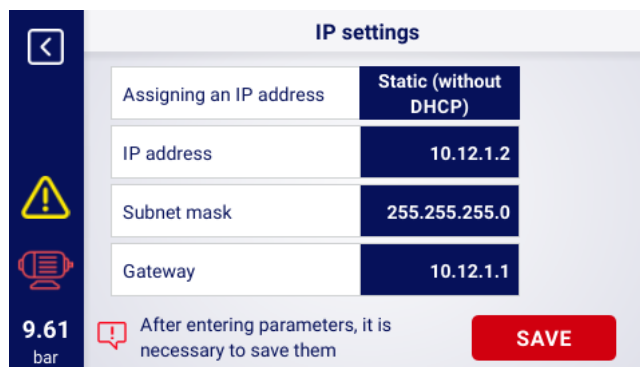 IP settings
Assigning an IP address
Static (without
DHCP)
IP address
10.12.1.2
Subnet mask
255.255.255.0
Gateway
10.12.1.1
9.61
bar
After entering parameters, it is
necessary to save them
SAVE